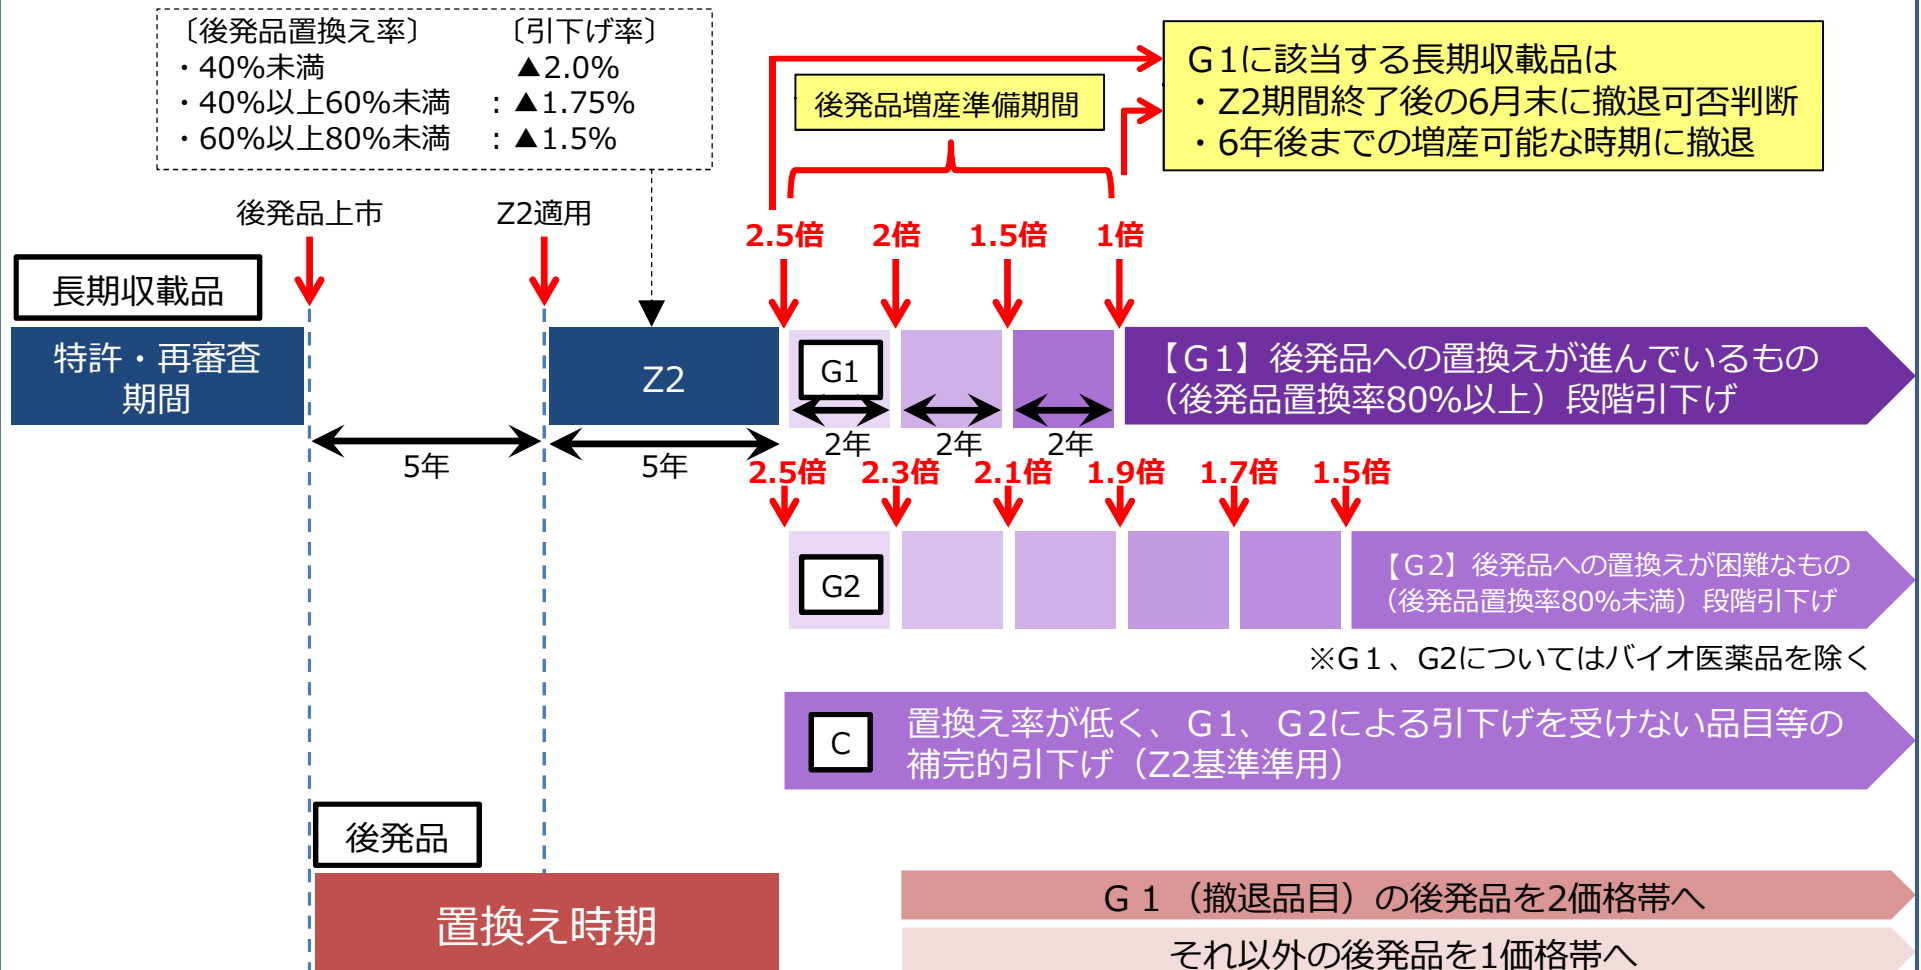 〔後発品置換え率〕 〔引下げ率〕
・40%未満 ▲2.0%
・40%以上60%未満 : ▲1.75%
・60%以上80%未満 : ▲1.5%
後発品増産準備期間
G1に該当する長期収載品は
・Z2期間終了後の6月末に撤退可否判断
・6年後までの増産可能な時期に撤退
後発品上市
Z2適用
2.5倍 2倍 1.5倍 1倍
長期収載品
特許・再審査
期間
Z2
G1
【G1】後発品への置換えが進んでいるもの
(後発品置換率80%以上)段階引下げ
5年
5年
2年
2年
2年
2.5倍 2.3倍 2.1倍 1.9倍 1.7倍 1.5倍
G2
【G2】後発品への置換えが困難なもの
(後発品置換率80%未満)段階引下げ
※G1、G2についてはバイオ医薬品を除く
C
置換え率が低く、G1、G2による引下げを受けない品目等の
補完的引下げ(Z2基準準用)
後発品
置換え時期
G1(撤退品目)の後発品を2価格帯へ
それ以外の後発品を1価格帯へ